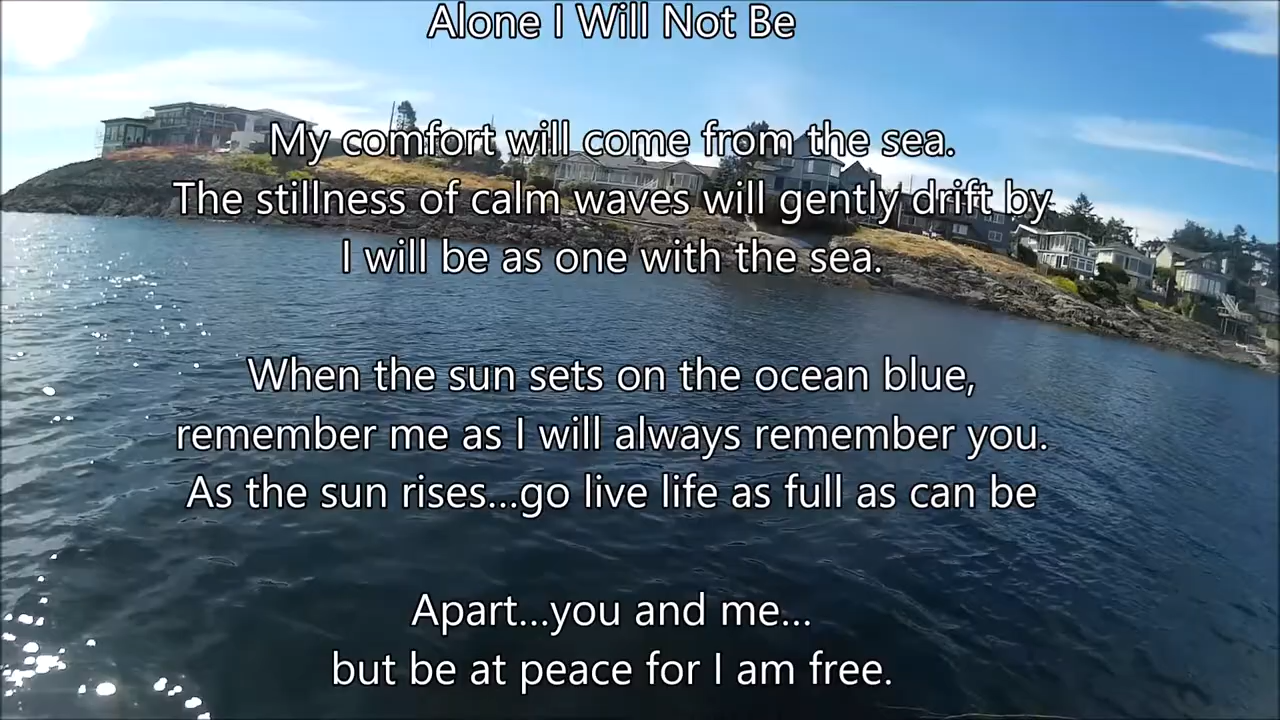 Alone I Will Not Be
My comfort will come from the sea.
The stillness of calm waves will gently drift by
I will be as one with the sea.
When the sun sets on the ocean blue,
remember me as I will always remember you.
As the sun rises...go live life as full as can be
Apart...you and me...
but be at peace for I am free.